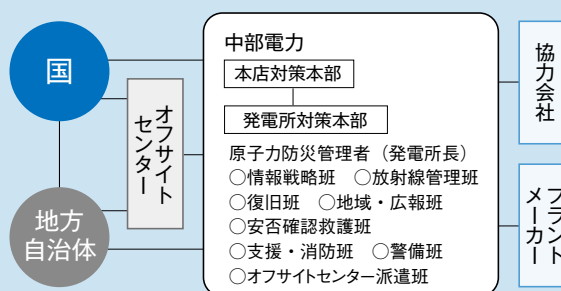 国
地方
自治体
オフサイト
センター
中部電力
本店対策本部
発電所対策本部
原子力防災管理者（発電所長）
○情報戦略班　○放射線管理班
○復旧班　○地域・広報班
○安否確認救護班
○支援・消防班　○警備班
○オフサイトセンター派遣班
協力会社
プラント
メーカー